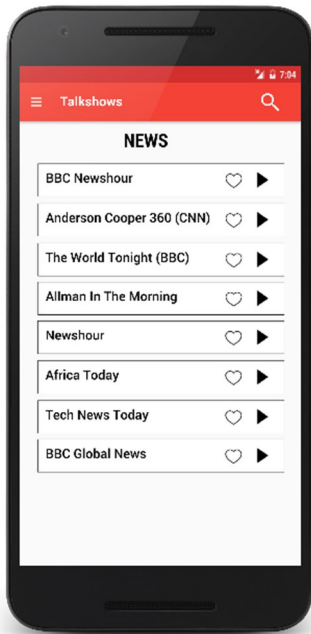 7:04
Talkshows
NEWS
BBC Newshour
Anderson Cooper 360 (CNN)
The World Tonight (BBC)
Allman In The Morning
Newshour
Africa Today
Tech News Today
BBC Global News